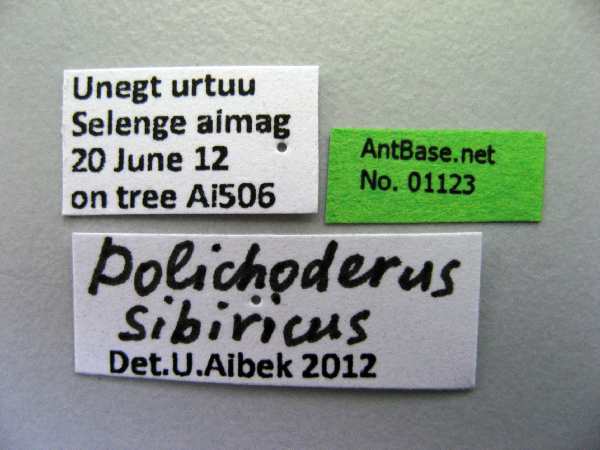 Unegt urtuu
Selenge aimag
20 June 12
on tree Ai506
AntBase.net
No. 01123
Dolichoderus
sibiricus
Det.U.Aibek 2012